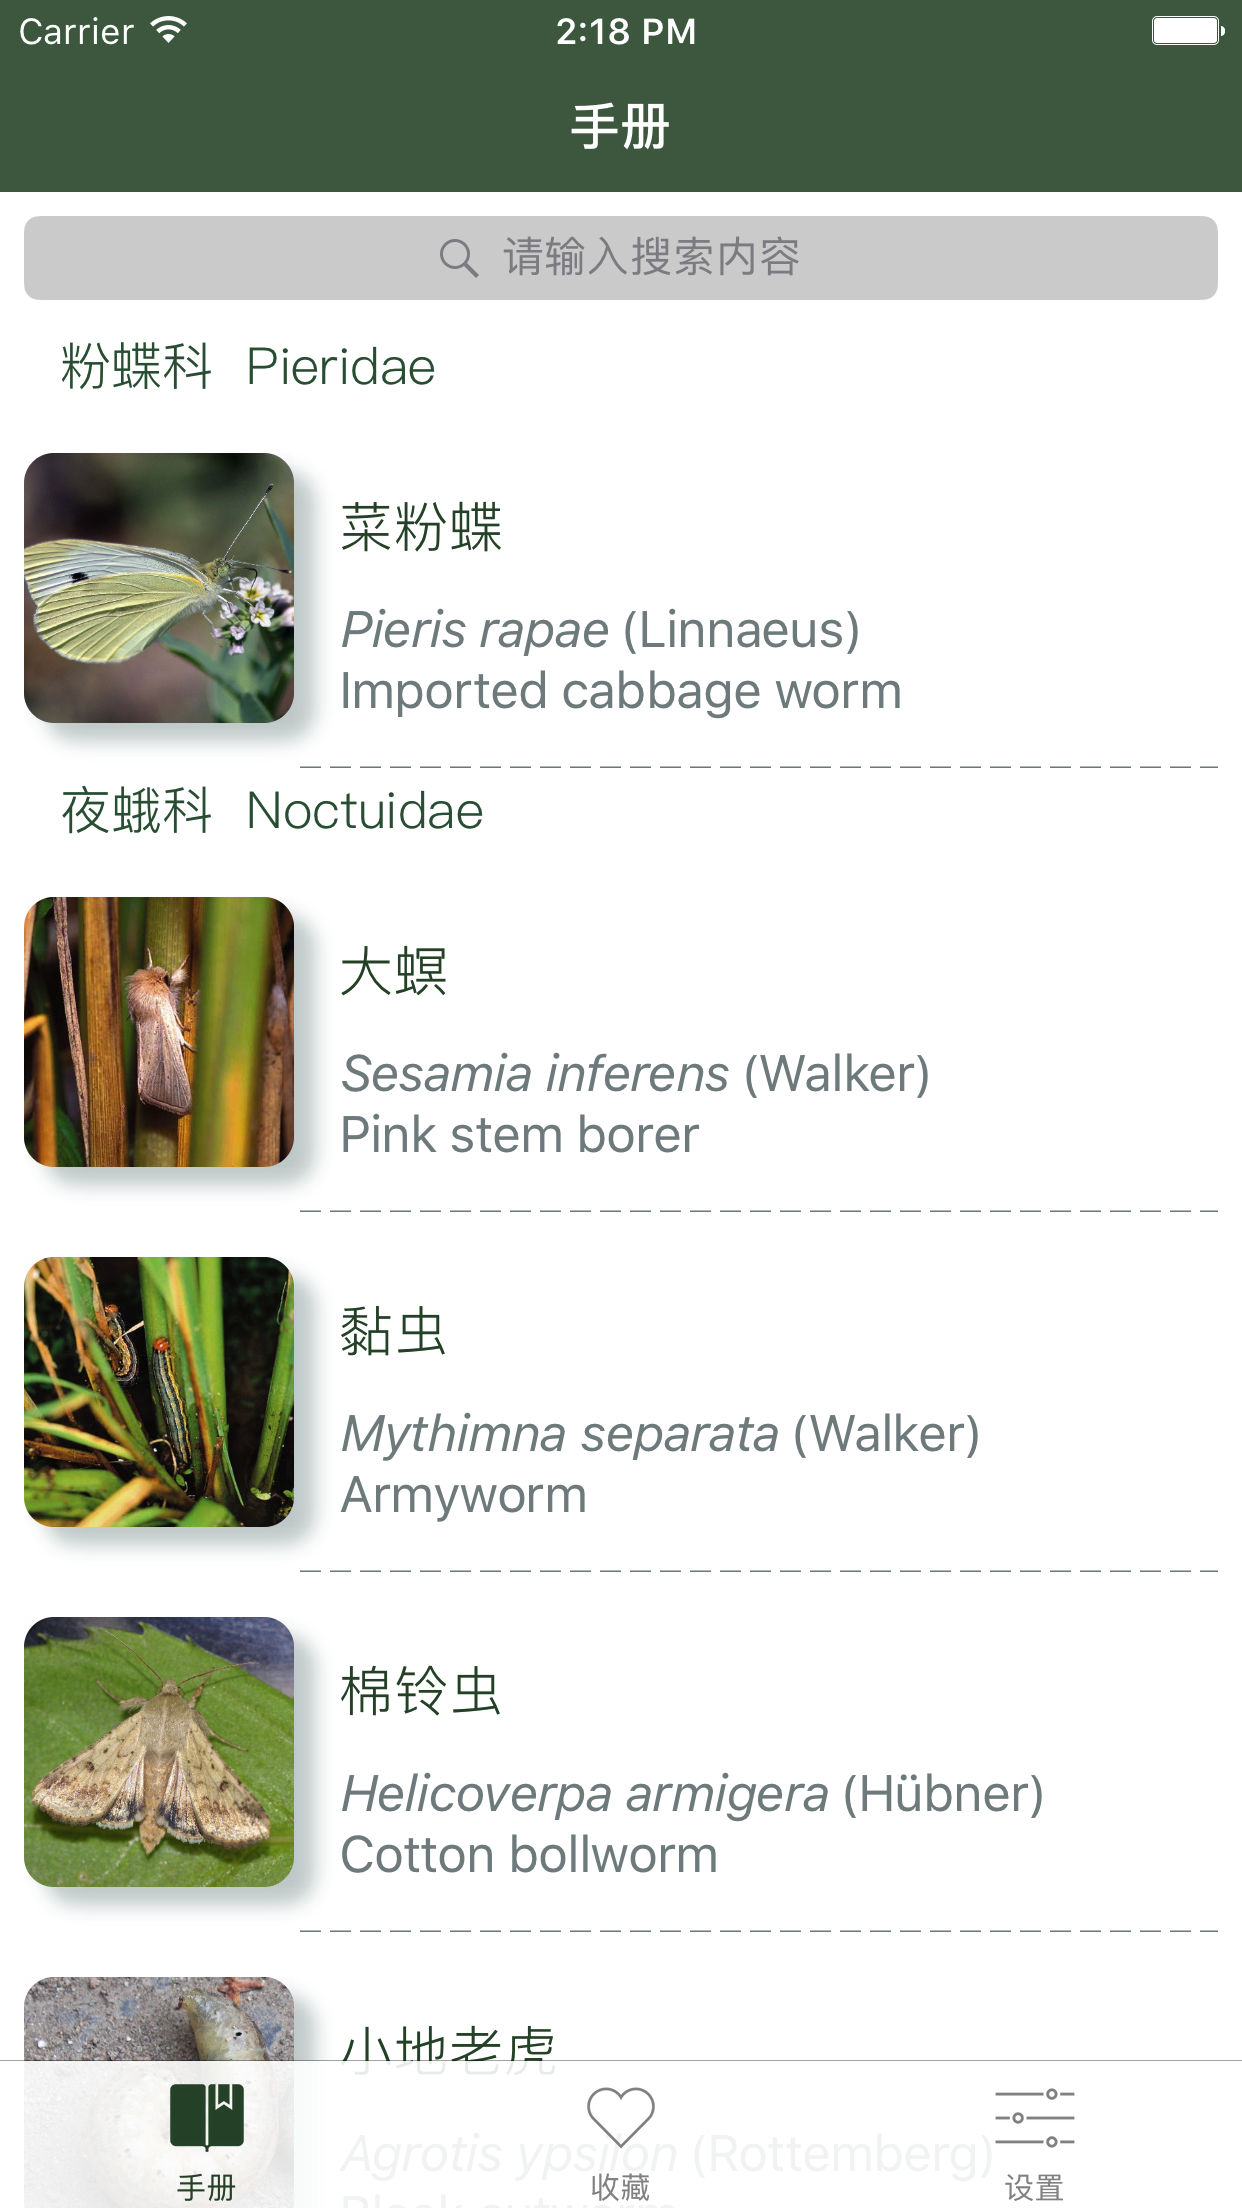 Carrier 2:18 PM
手册
请输入搜索内容
粉蝶科 Pieridae
菜粉蝶
Pieris rapae (Linnaeus)
Imported cabbage worm
夜蛾科 Noctuidae
大螟
Sesamia inferens (Walker)
Pink stem borer
黏虫
Mythimna separata (Walker)
Armyworm
棉铃虫
Helicoverpa armigera (Hübner)
Cotton bollworm
小地老虎
Agrotis ypsilon (Rottemberg)
Black cutworm
手册 收藏 设置